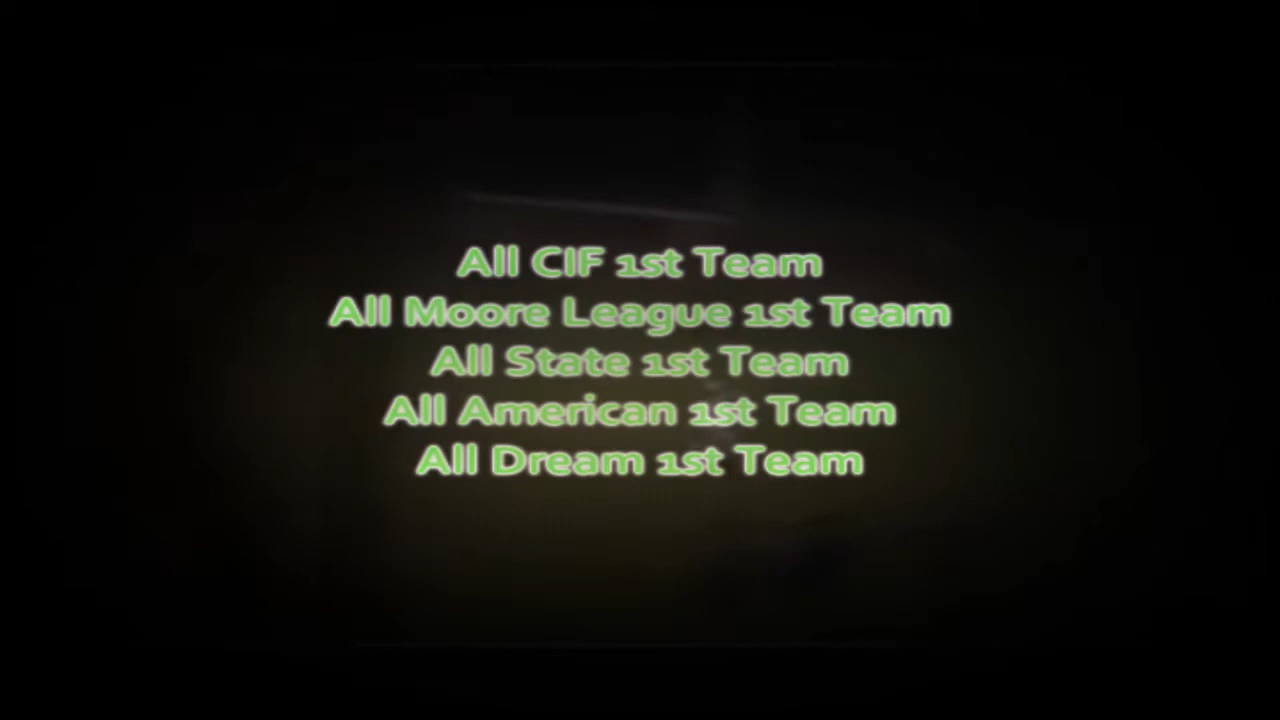 All CIF 1st Team
All Moore League 1st Team
All State 1st Team
All American 1st Team
All Dream 1st Team